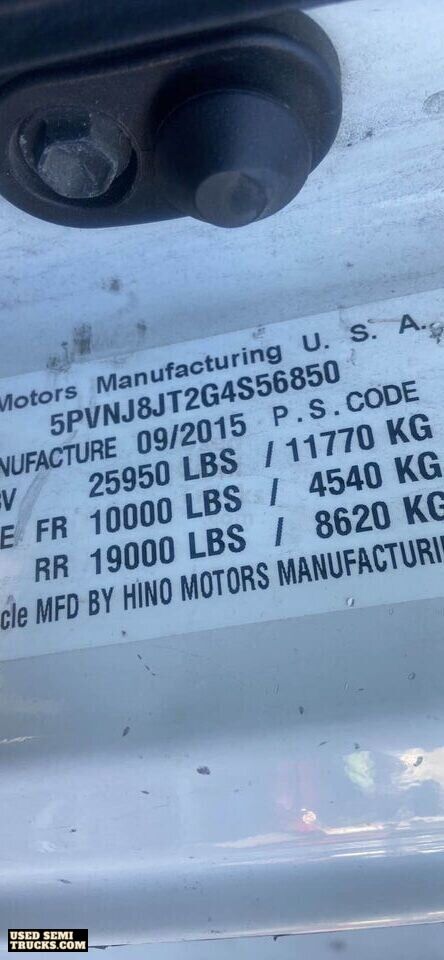 Motors Manufacturing U. S. A.
5PVNJ8JT2G4S56850
NUFACTURE 09/2015 P.S.CODE
25950 LBS / 11770 KG
E FR 10000 LBS / 4540 KG
RR 19000 LBS / 8620 KG
cle MFD BY HINO MOTORS MANUFACTURIN
USED SEMI
TRUCKS.COM